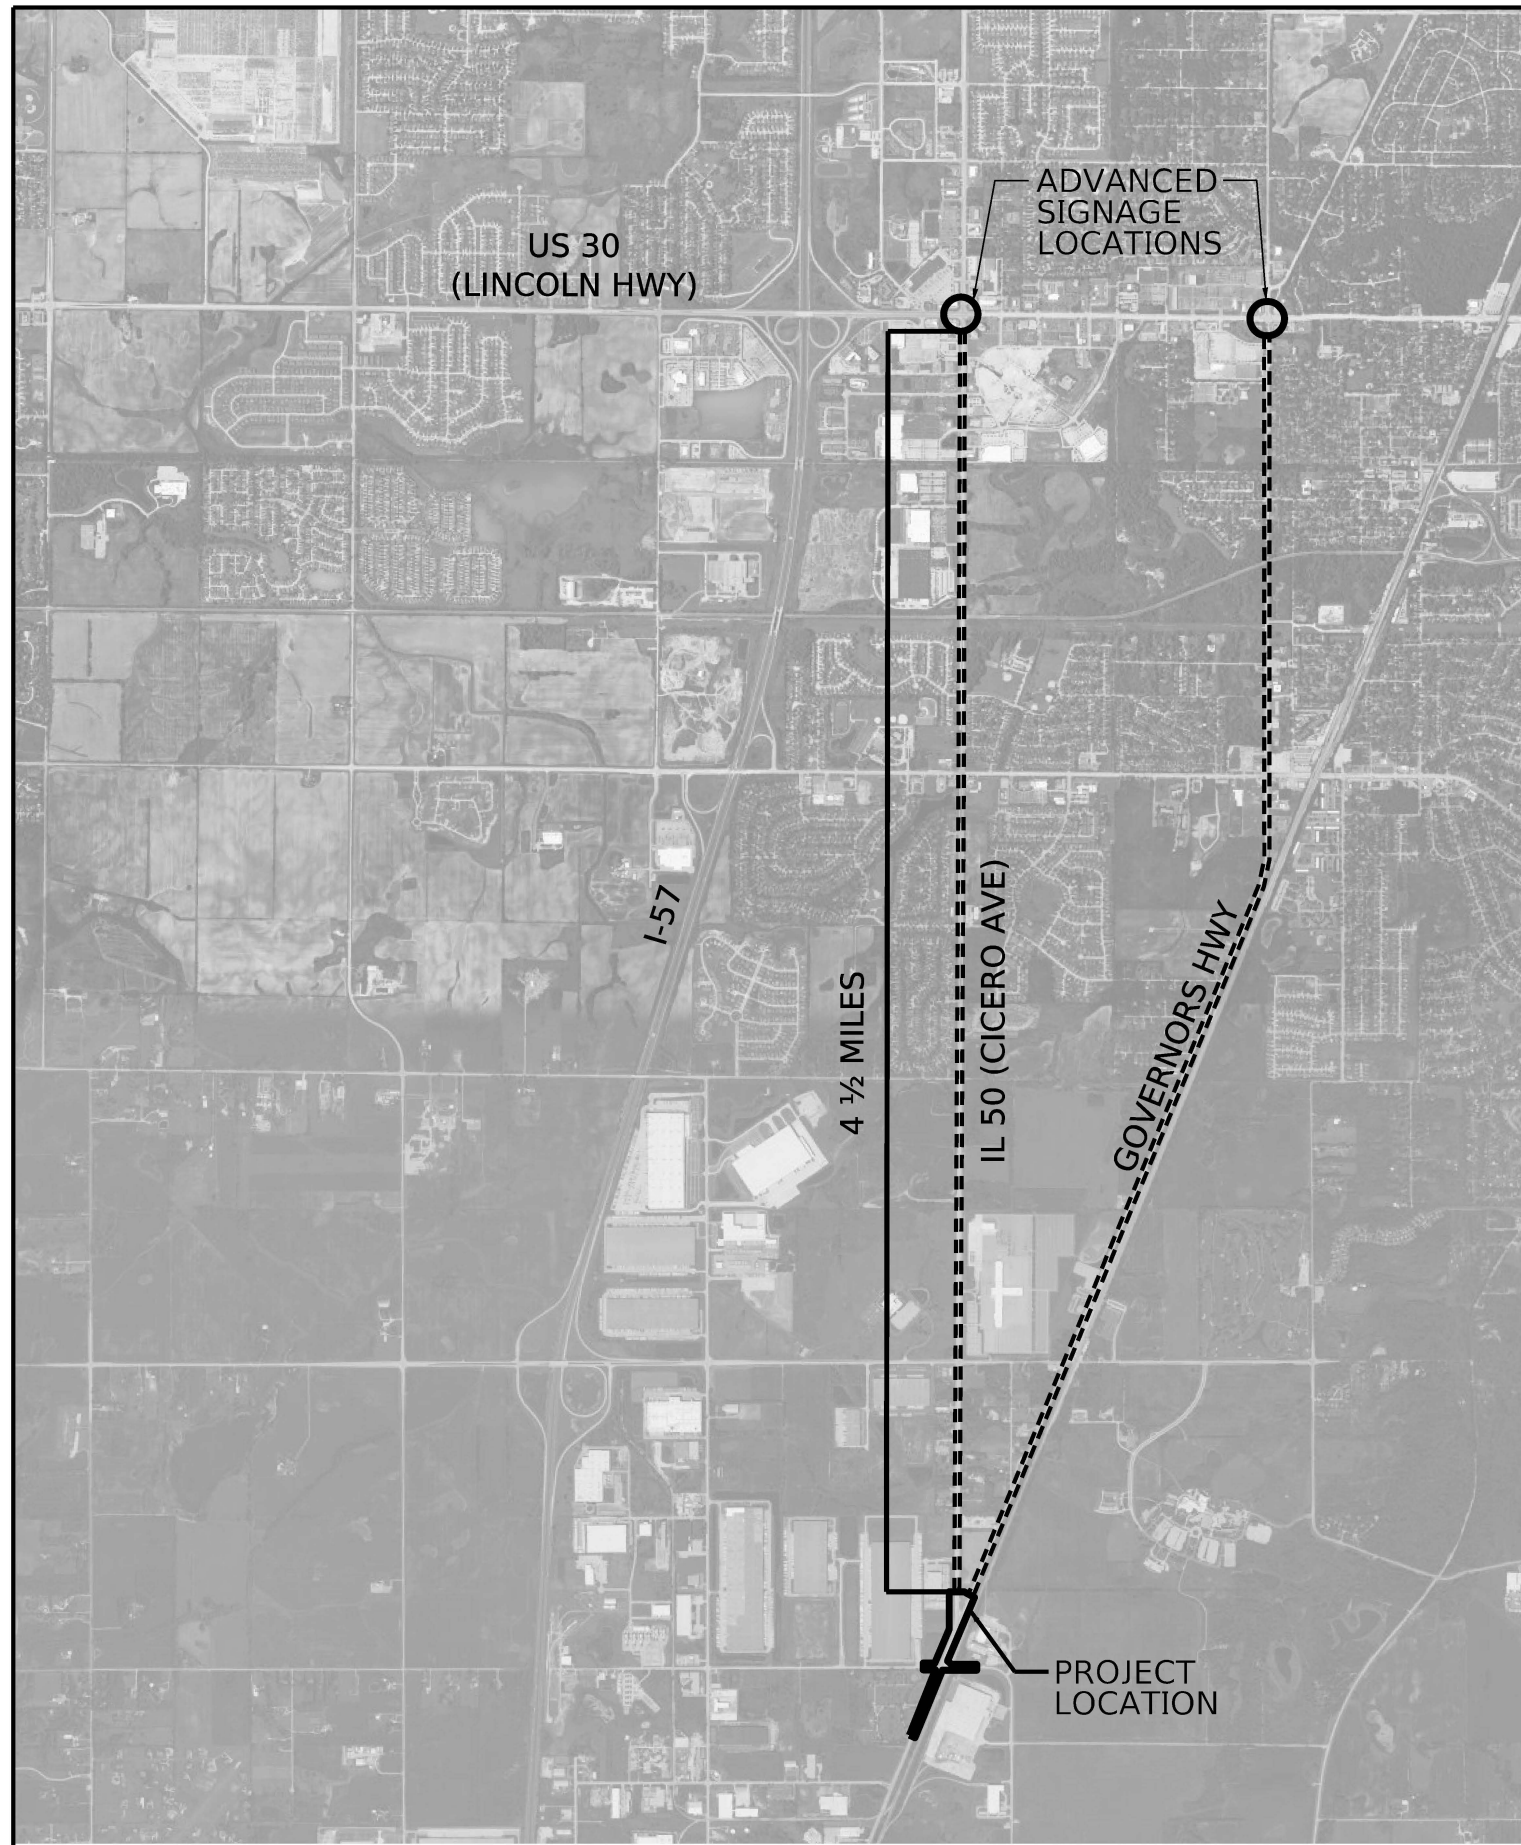 ADVANCED
SIGNAGE
LOCATIONS
US 30
(LINCOLN HWY)
I-57
4 ½ MILES
IL 50 (CICERO AVE)
GOVERNORS HWY
PROJECT
LOCATION